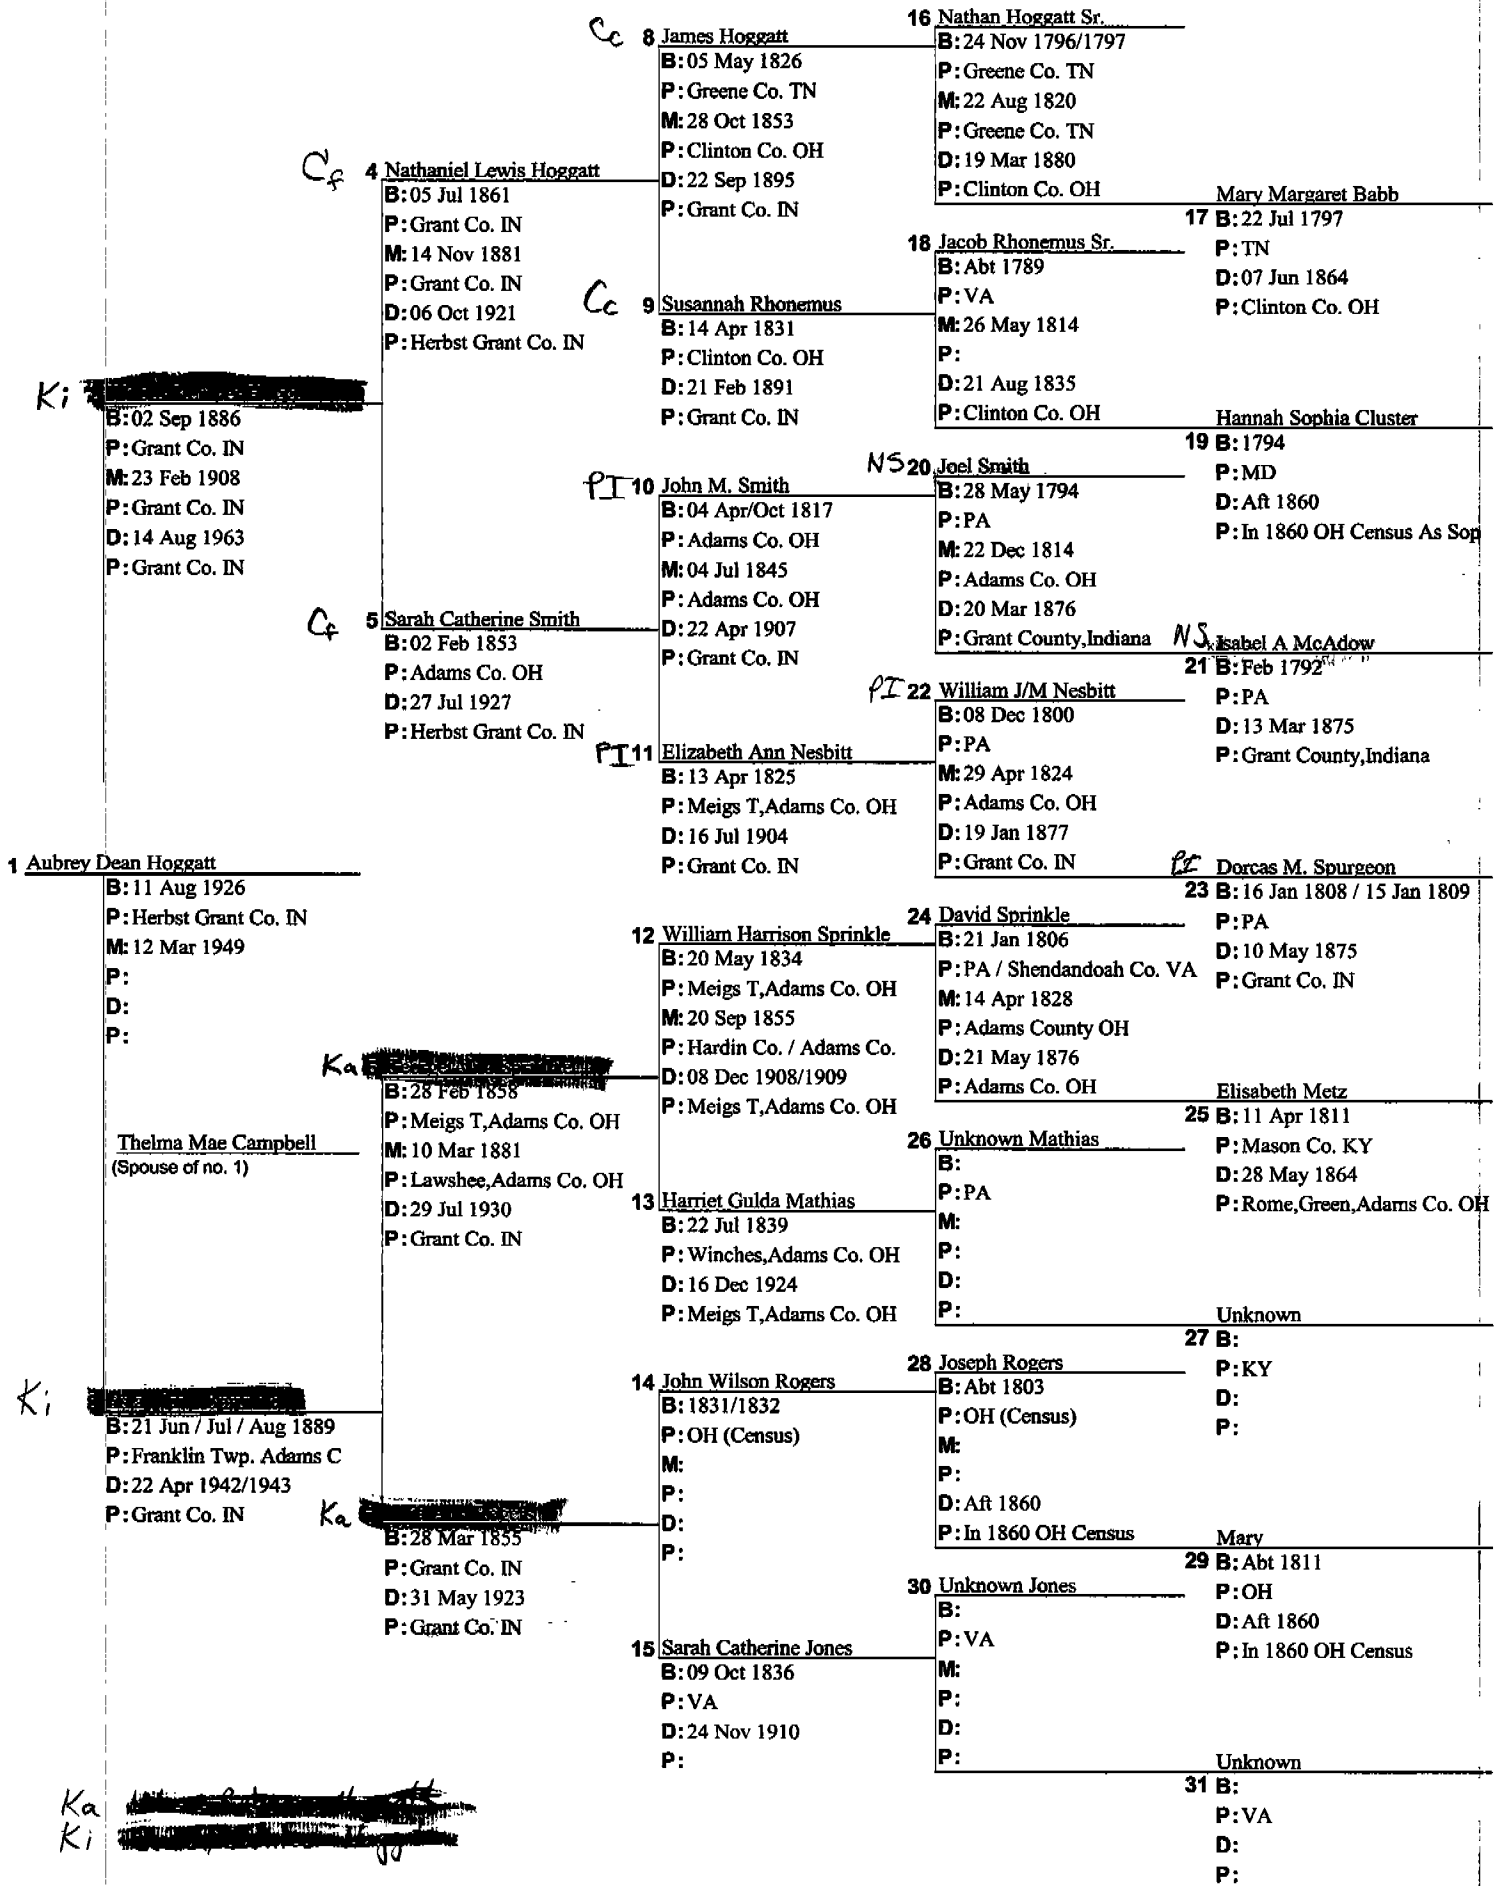 1 Aubrey Dean Hoggatt
B: 11 Aug 1926
P: Herbst Grant Co. IN
M: 12 Mar 1949
P:
D:
P:
Thelma Mae Campbell
(Spouse of no. 1)
Ki
B: 02 Sep 1886
P: Grant Co. IN
M: 23 Feb 1908
P: Grant Co. IN
D: 14 Aug 1963
P: Grant Co. IN
Ki
B: 21 Jun / Jul / Aug 1889
P: Franklin Twp. Adams C
D: 22 Apr 1942/1943
P: Grant Co. IN
Ka
Ki
Cf 4 Nathaniel Lewis Hoggatt
B: 05 Jul 1861
P: Grant Co. IN
M: 14 Nov 1881
P: Grant Co. IN
D: 06 Oct 1921
P: Herbst Grant Co. IN
Cf 5 Sarah Catherine Smith
B: 02 Feb 1853
P: Adams Co. OH
D: 27 Jul 1927
P: Herbst Grant Co. IN
Ka
B: 28 Feb 1858
P: Meigs T,Adams Co. OH
M: 10 Mar 1881
P: Lawshee,Adams Co. OH
D: 29 Jul 1930
P: Grant Co. IN
Ka
B: 28 Mar 1855
P: Grant Co. IN
D: 31 May 1923
P: Grant Co. IN
Cc 8 James Hoggatt
B: 05 May 1826
P: Greene Co. TN
M: 28 Oct 1853
P: Clinton Co. OH
D: 22 Sep 1895
P: Grant Co. IN
Cc 9 Susannah Rhonemus
B: 14 Apr 1831
P: Clinton Co. OH
D: 21 Feb 1891
P: Grant Co. IN
PI 10 John M. Smith
B: 04 Apr/Oct 1817
P: Adams Co. OH
M: 04 Jul 1845
P: Adams Co. OH
D: 22 Apr 1907
P: Grant Co. IN
PI 11 Elizabeth Ann Nesbitt
B: 13 Apr 1825
P: Meigs T,Adams Co. OH
D: 16 Jul 1904
P: Grant Co. IN
12 William Harrison Sprinkle
B: 20 May 1834
P: Meigs T,Adams Co. OH
M: 20 Sep 1855
P: Hardin Co. / Adams Co.
D: 08 Dec 1908/1909
P: Meigs T,Adams Co. OH
13 Harriet Gulda Mathias
B: 22 Jul 1839
P: Winches,Adams Co. OH
D: 16 Dec 1924
P: Meigs T,Adams Co. OH
14 John Wilson Rogers
B: 1831/1832
P: OH (Census)
M:
P:
D:
P:
15 Sarah Catherine Jones
B: 09 Oct 1836
P: VA
D: 24 Nov 1910
P:
16 Nathan Hoggatt Sr.
B: 24 Nov 1796/1797
P: Greene Co. TN
M: 22 Aug 1820
P: Greene Co. TN
D: 19 Mar 1880
P: Clinton Co. OH
Mary Margaret Babb
17 B: 22 Jul 1797
P: TN
D: 07 Jun 1864
P: Clinton Co. OH
18 Jacob Rhonemus Sr.
B: Abt 1789
P: VA
M: 26 May 1814
P:
D: 21 Aug 1835
P: Clinton Co. OH
Hannah Sophia Cluster
19 B: 1794
P: MD
D: Aft 1860
P: In 1860 OH Census As Sop
NS 20 Joel Smith
B: 28 May 1794
P: PA
M: 22 Dec 1814
P: Adams Co. OH
D: 20 Mar 1876
P: Grant County,Indiana
NS Isabel A McAdow
21 B: Feb 1792
P: PA
D: 13 Mar 1875
P: Grant County,Indiana
PI 22 William J/M Nesbitt
B: 08 Dec 1800
P: PA
M: 29 Apr 1824
P: Adams Co. OH
D: 19 Jan 1877
P: Grant Co. IN
PI Dorcas M. Spurgeon
23 B: 16 Jan 1808 / 15 Jan 1809
P: PA
D: 10 May 1875
P: Grant Co. IN
24 David Sprinkle
B: 21 Jan 1806
P: PA / Shendandoah Co. VA
M: 14 Apr 1828
P: Adams County OH
D: 21 May 1876
P: Adams Co. OH
Elisabeth Metz
25 B: 11 Apr 1811
P: Mason Co. KY
D: 28 May 1864
P: Rome,Green,Adams Co. OH
26 Unknown Mathias
B:
P: PA
M:
P:
D:
P:
Unknown
27 B:
P: KY
D:
P:
28 Joseph Rogers
B: Abt 1803
P: OH (Census)
M:
P:
D: Aft 1860
P: In 1860 OH Census
Mary
29 B: Abt 1811
P: OH
D: Aft 1860
P: In 1860 OH Census
30 Unknown Jones
B:
P: VA
M:
P:
D:
P:
Unknown
31 B:
P: VA
D:
P: